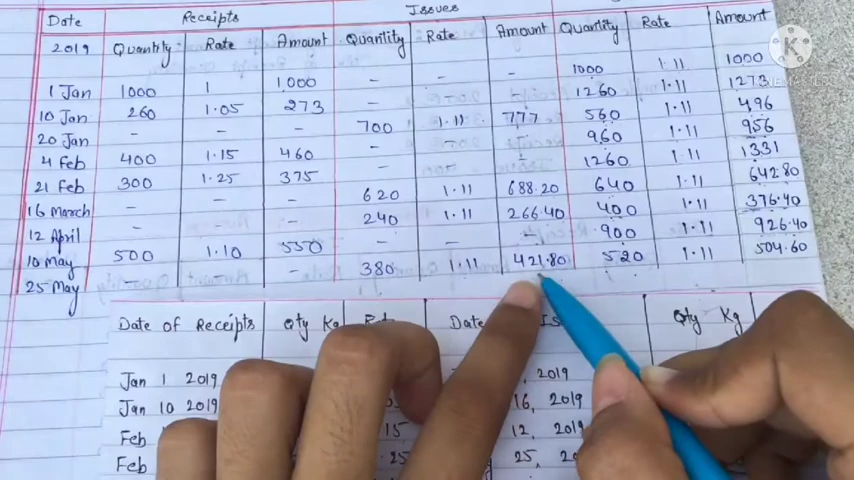 Date Receipts Issues
2019 Quantity Rate Amount Quantity Rate Amount Quantity Rate Amount
1 Jan 1000 1 1,000 - - - 1000 1.11 1000
10 Jan 260 1.05 273 - - - 1260 1.11 1273
20 Jan - - - 700 1.11 777 560 1.11 496
4 Feb 400 1.15 460 - - 960 1.11 956
21 Feb 300 1.25 375 - - 1260 1.11 1331
16 March - - - 620 1.11 688.20 640 1.11 642.80
12 April - - - 240 1.11 266.40 400 1.11 376.40
10 May 500 1.10 550 - - - 900 1.11 926.40
25 May - - - 380 1.11 421.80 520 1.11 504.60
Date of Receipts Qty Kg Date Qty Kg
Jan 1 2019 2019
Jan 10 2019 16, 2019
Feb 15 12, 2019
Feb 25 25, 20
KINEMASTER